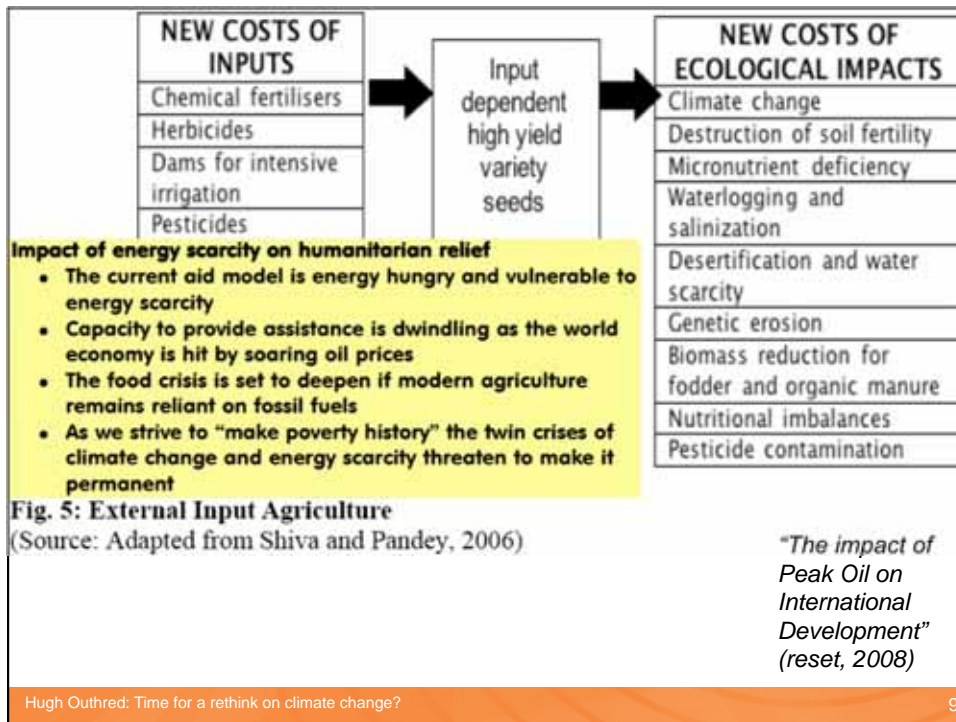 NEW COSTS OF
INPUTS
Chemical fertilisers
Herbicides
Dams for intensive
irrigation
Pesticides
Input
dependent
high yield
variety
seeds
NEW COSTS OF
ECOLOGICAL IMPACTS
Climate change
Destruction of soil fertility
Micronutrient deficiency
Waterlogging and
salinization
Desertification and water
scarcity
Genetic erosion
Biomass reduction for
fodder and organic manure
Nutritional imbalances
Pesticide contamination
Impact of energy scarcity on humanitarian relief
• The current aid model is energy hungry and vulnerable to
energy scarcity
• Capacity to provide assistance is dwindling as the world
economy is hit by soaring oil prices
• The food crisis is set to deepen if modern agriculture
remains reliant on fossil fuels
• As we strive to “make poverty history” the twin crises of
climate change and energy scarcity threaten to make it
permanent
Fig. 5: External Input Agriculture
(Source: Adapted from Shiva and Pandey, 2006)
“The impact of
Peak Oil on
International
Development”
(reset, 2008)
Hugh Outhred: Time for a rethink on climate change?
9